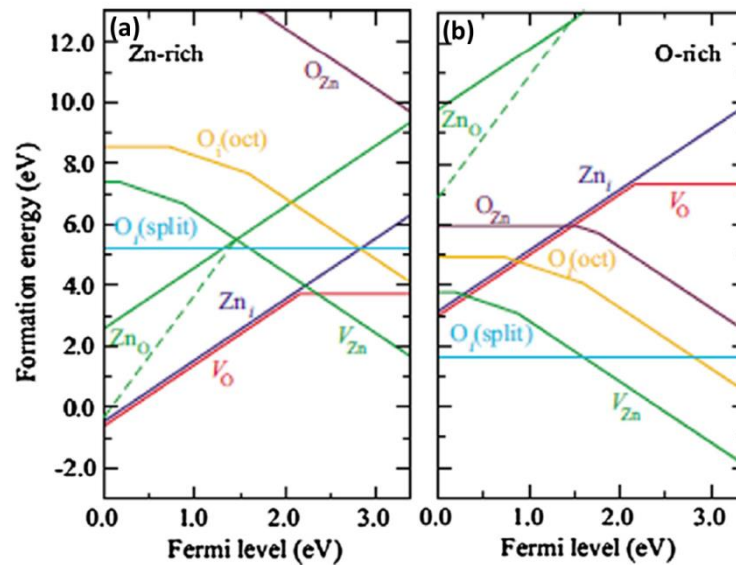 (a)
Zn-rich
O_Zn
O_i(oct)
O_i(split)
Zn_O
Zn_i
V_O
V_Zn
12.0
10.0
8.0
6.0
4.0
2.0
0.0
-2.0
Formation energy (eV)
0.0 1.0 2.0 3.0
Fermi level (eV)
(b)
O-rich
Zn_O
Zn_i
O_Zn
V_O
O_i(oct)
O_i(split)
V_Zn
0.0 1.0 2.0 3.0
Fermi level (eV)